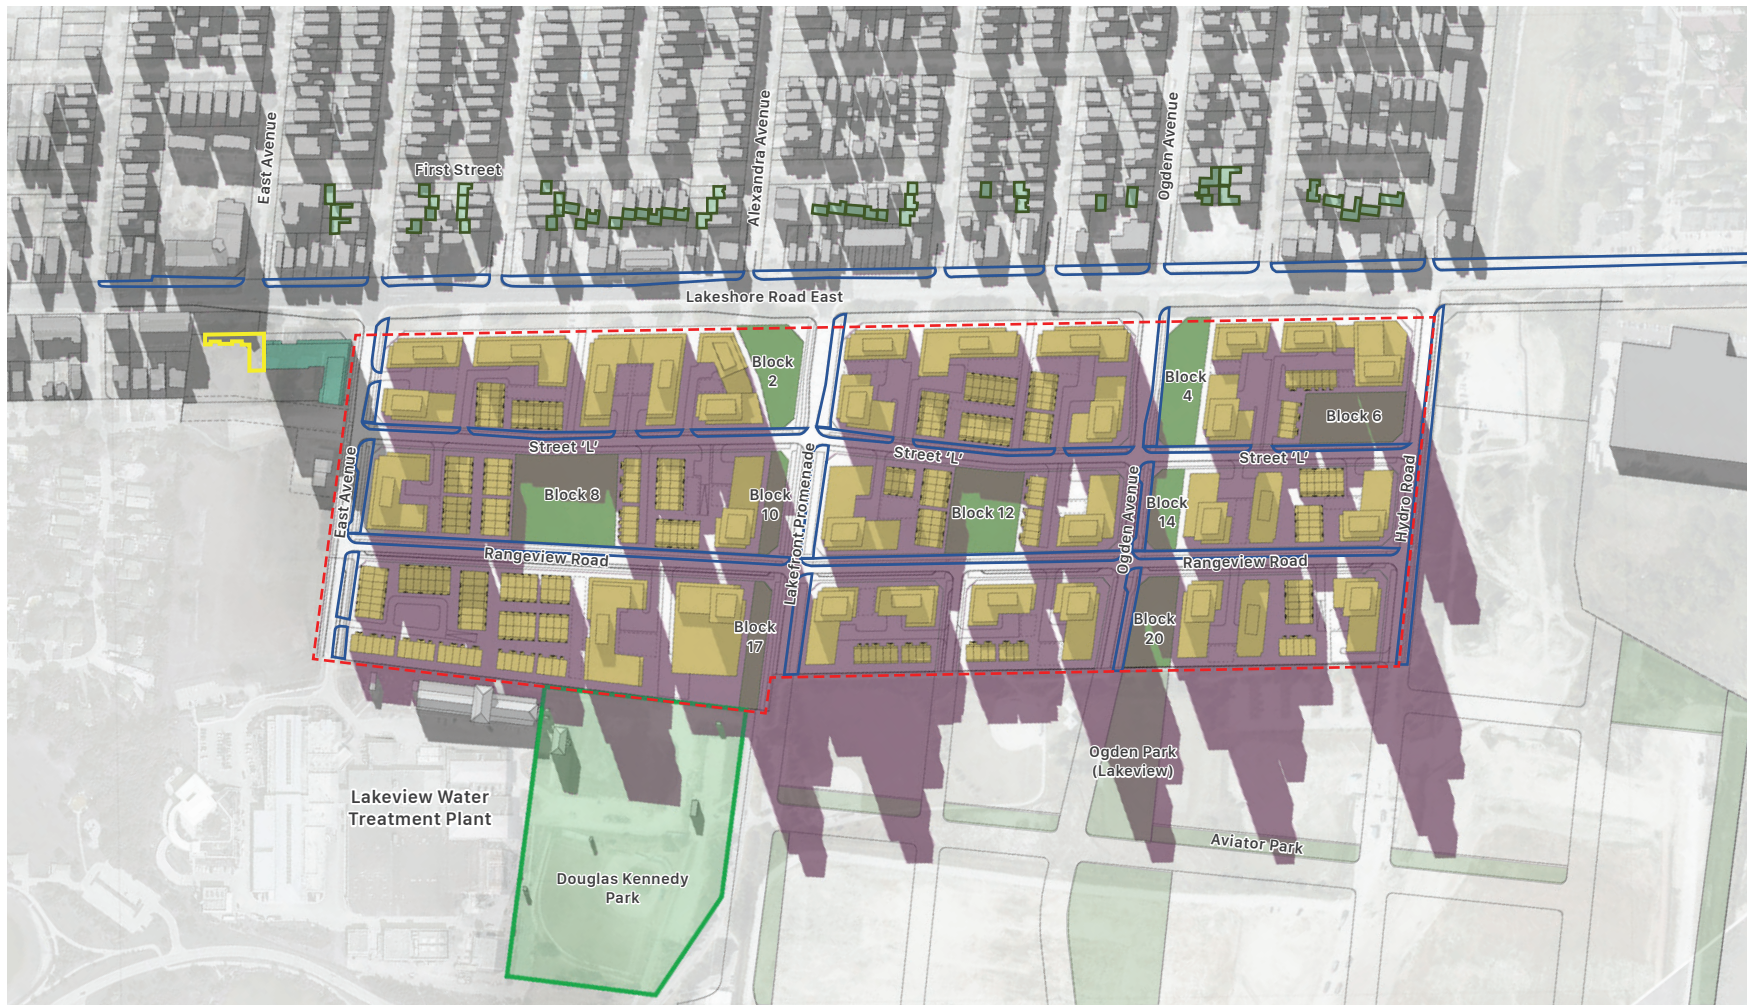 East Avenue
First Street
Alexandra Avenue
Ogden Avenue
Lakeshore Road East
Block
2
Block
4
Block 6
Street ‘L’
Street ‘L’
Street ‘L’
East Avenue
Block 8
Block
10
Lakefront Promenade
Block 12
Ogden Avenue
Block
14
Hydro Road
Rangeview Road
Rangeview Road
Block
17
Block
20
Ogden Park
(Lakeview)
Lakeview Water
Treatment Plant
Aviator Park
Douglas Kennedy
Park